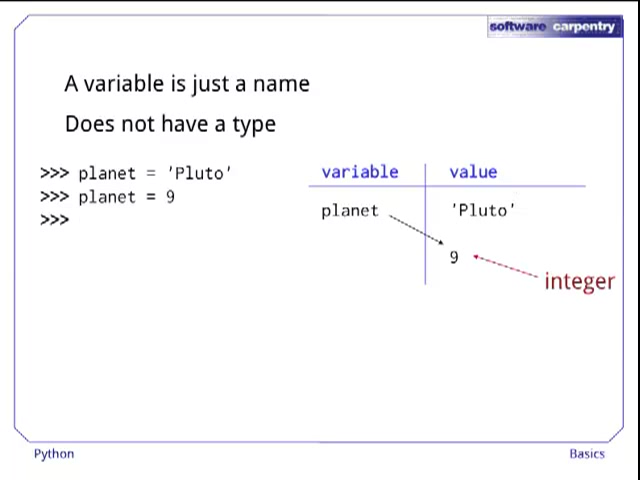 software carpentry
A variable is just a name
Does not have a type
>>> planet = 'Pluto'
>>> planet = 9
>>>
variable value
planet 'Pluto'
9
integer
Python Basics